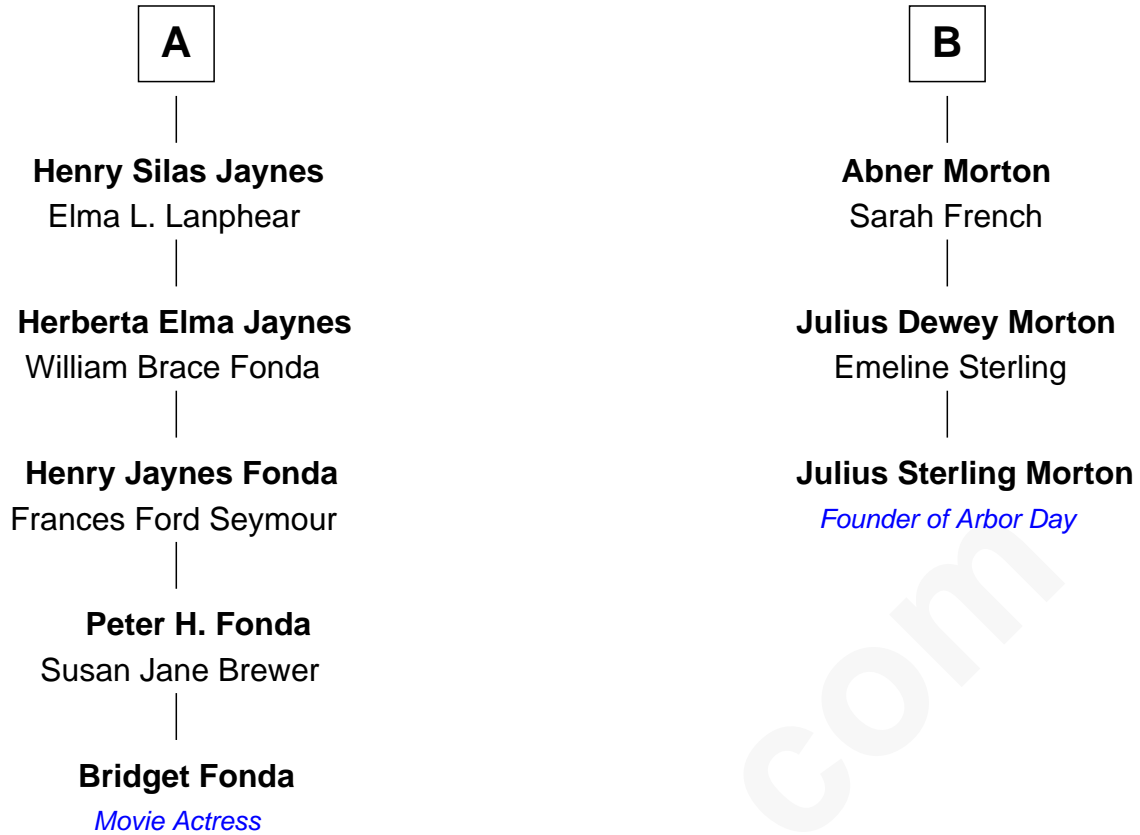 A
Henry Silas Jaynes
Elma L. Lanphear
Herberta Elma Jaynes
William Brace Fonda
Henry Jaynes Fonda
Frances Ford Seymour
Peter H. Fonda
Susan Jane Brewer
Bridget Fonda
Movie Actress
B
Abner Morton
Sarah French
Julius Dewey Morton
Emeline Sterling
Julius Sterling Morton
Founder of Arbor Day
com